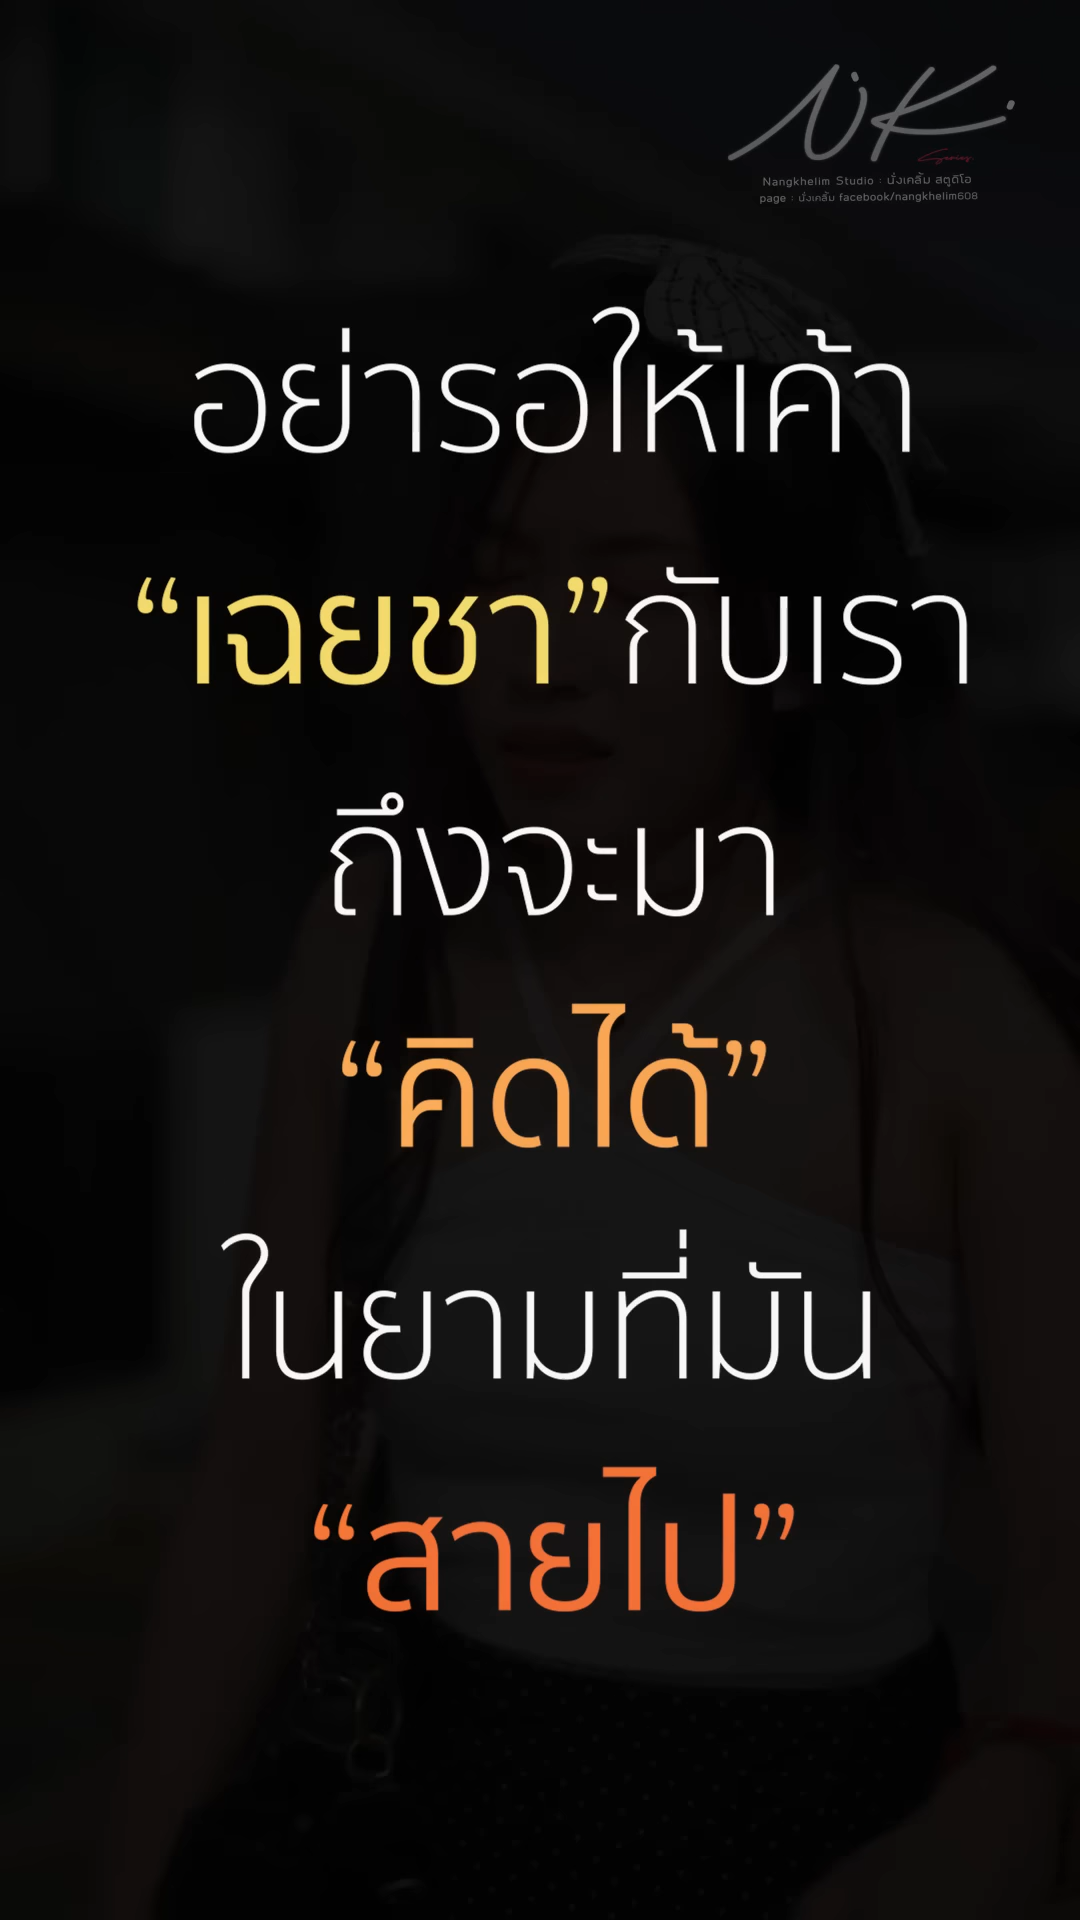 NK.
Series.
Nangkhelim Studio : นั่งเคลิ้ม สตูดิโอ
page : นั่งเคลิ้ม facebook/nangkhelim608
อย่ารอให้เค้า
“เฉยชา”กับเรา
ถึงจะมา
“คิดได้”
ในยามที่มัน
“สายไป”